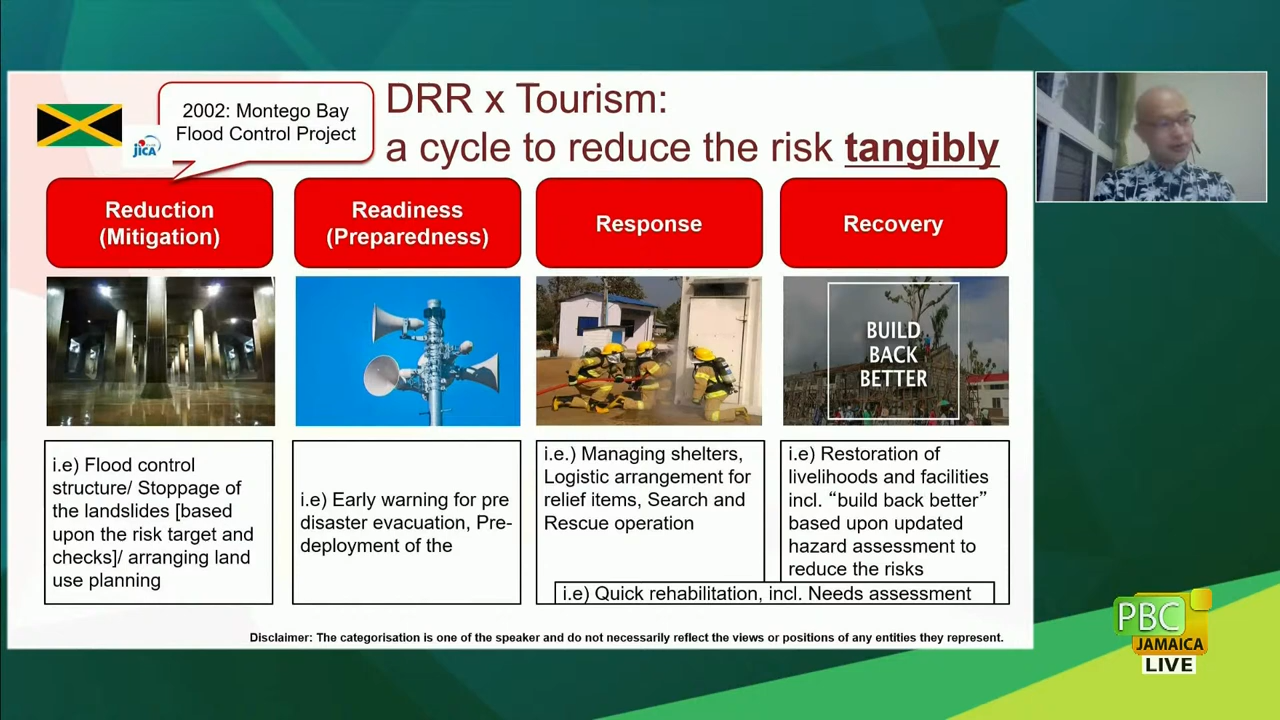 2002: Montego Bay
Flood Control Project
JICA
DRR x Tourism:
a cycle to reduce the risk tangibly
Reduction
(Mitigation)
Readiness
(Preparedness)
Response
Recovery
BUILD
BACK
BETTER
i.e) Flood control
structure/ Stoppage of
the landslides [based
upon the risk target and
checks]/ arranging land
use planning
i.e) Early warning for pre
disaster evacuation, Pre-
deployment of the
i.e.) Managing shelters,
Logistic arrangement for
relief items, Search and
Rescue operation
i.e) Restoration of
livelihoods and facilities
incl. “build back better”
based upon updated
hazard assessment to
reduce the risks
i.e) Quick rehabilitation, incl. Needs assessment
Disclaimer: The categorisation is one of the speaker and do not necessarily reflect the views or positions of any entities they represent.
PBC
JAMAICA
LIVE